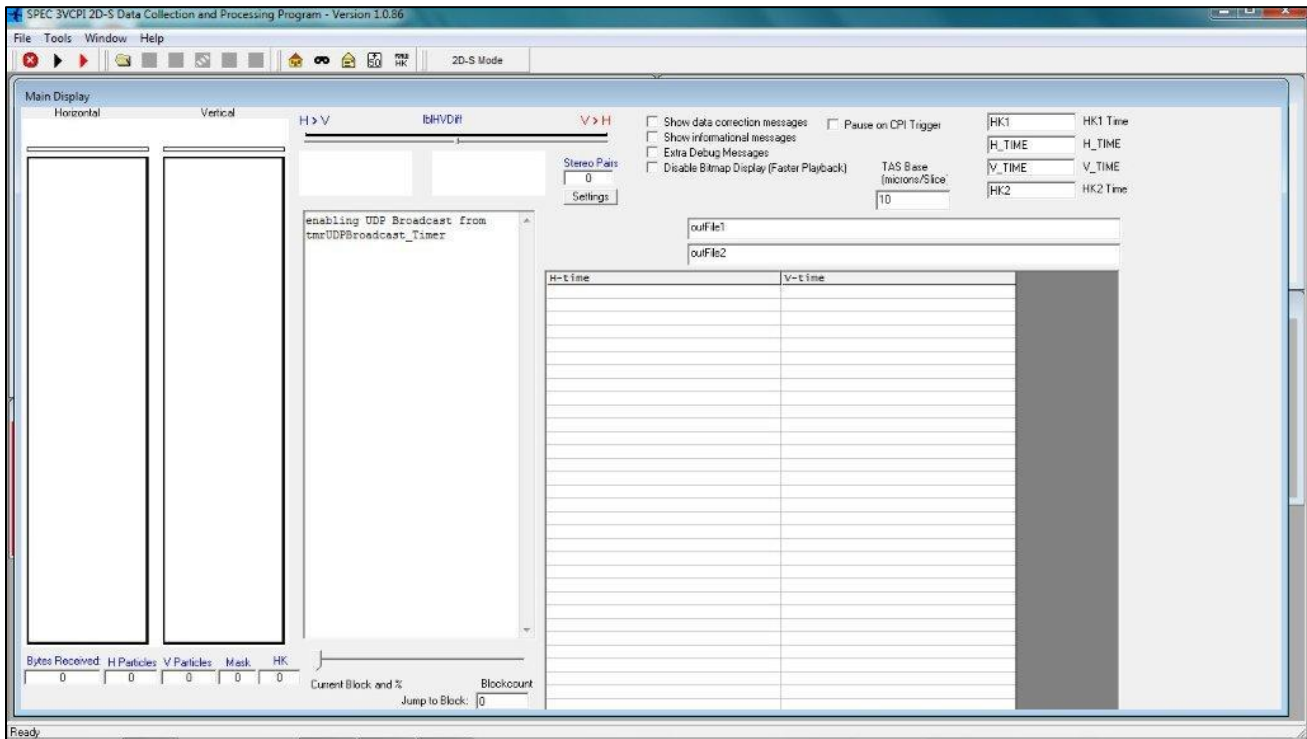 SPEC 3VCPI 2D-S Data Collection and Processing Program - Version 1.0.86
File Tools Window Help
50 HK 2D-S Mode
Main Display
Horizontal Vertical
H > V lblHVDiff V > H
Stereo Pairs
0
Settings
Show data correction messages
Show informational messages
Extra Debug Messages
Disable Bitmap Display (Faster Playback)
Pause on CPI Trigger
TAS Base
(microns/Slice)
10
HK1 HK1 Time
H_TIME H_TIME
V_TIME V_TIME
HK2 HK2 Time
enabling UDP Broadcast from
tmrUDPBroadcast_Timer
outFile1
outFile2
H-time V-time
Bytes Received: H Particles V Particles Mask HK
0 0 0 0 0
Current Block and % Blockcount
Jump to Block: 0
Ready